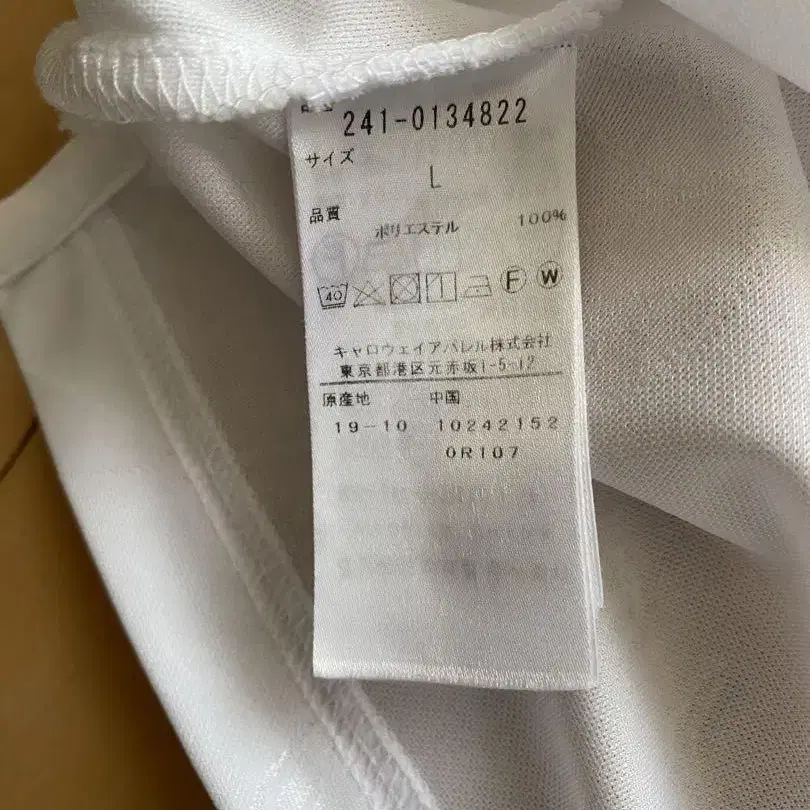 241-0134822
サイズ
L
品質
ポリエステル 100%
40 F W
キャロウェイアパレル株式会社
東京都港区元赤坂1-5-12
原産地 中国
19-10 10242152
0R107